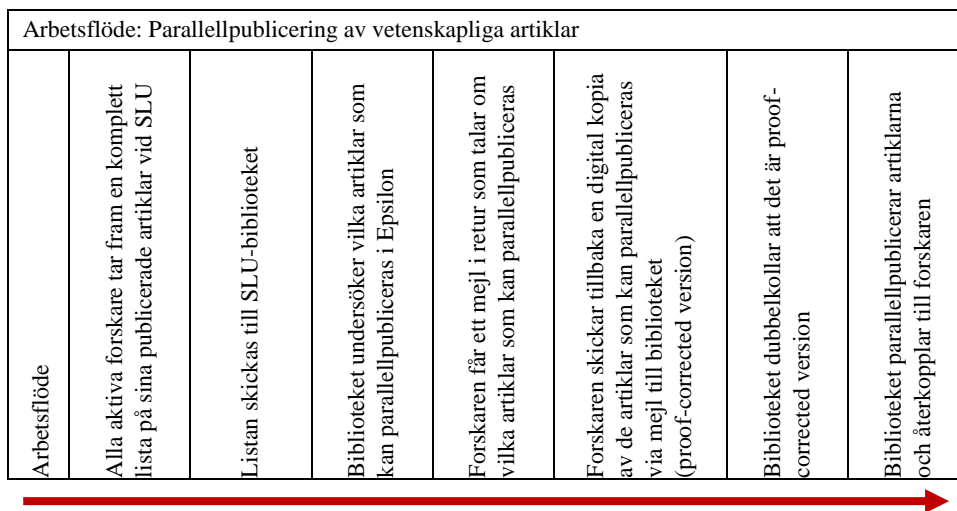 Arbetsflöde: Parallellpublicering av vetenskapliga artiklar
Arbetsflöde
Alla aktiva forskare tar fram en komplett
lista på sina publicerade artiklar vid SLU
Listan skickas till SLU-biblioteket
Biblioteket undersöker vilka artiklar som
kan parallellpubliceras i Epsilon
Forskaren får ett mejl i retur som talar om
vilka artiklar som kan parallellpubliceras
Forskaren skickar tillbaka en digital kopia
av de artiklar som kan parallellpubliceras
via mejl till biblioteket
(proof-corrected version)
Biblioteket dubbelkollar att det är proof-
corrected version
Biblioteket parallellpublicerar artiklarna
och återkopplar till forskaren